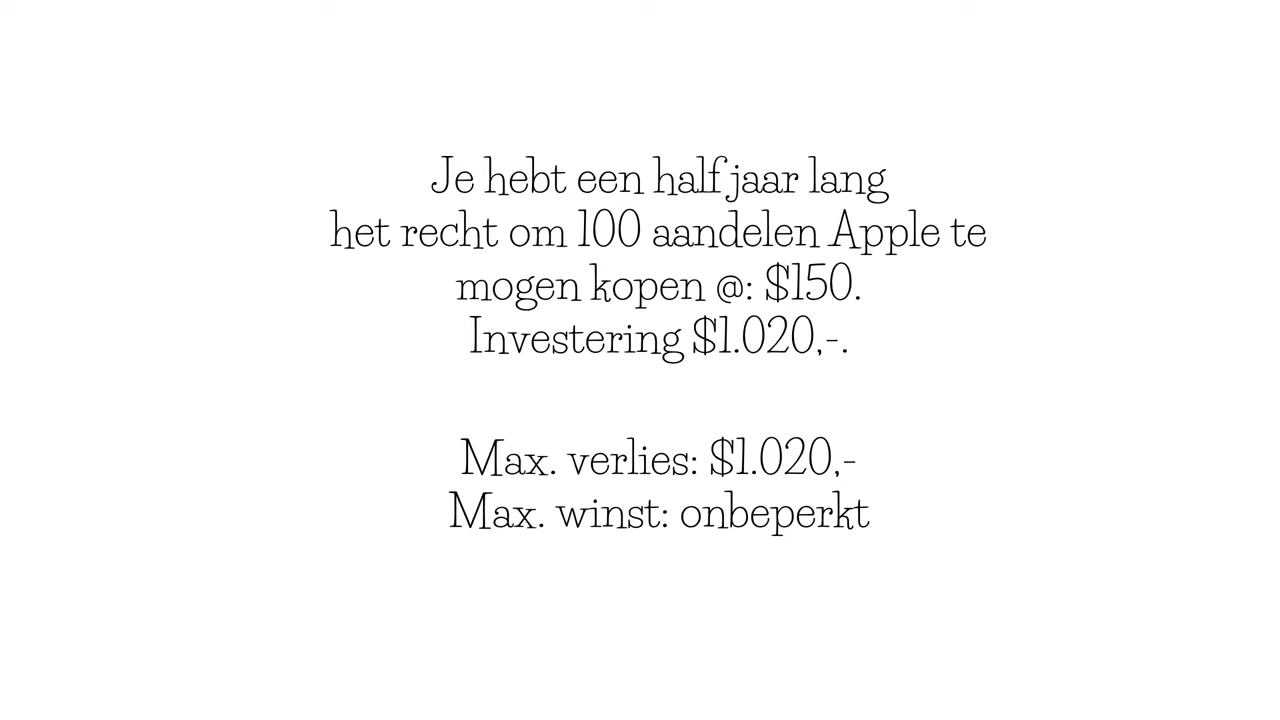 Je hebt een half jaar lang
het recht om 100 aandelen Apple te
mogen kopen @: $150.
Investering $1.020,-.
Max. verlies: $1.020,-
Max. winst: onbeperkt